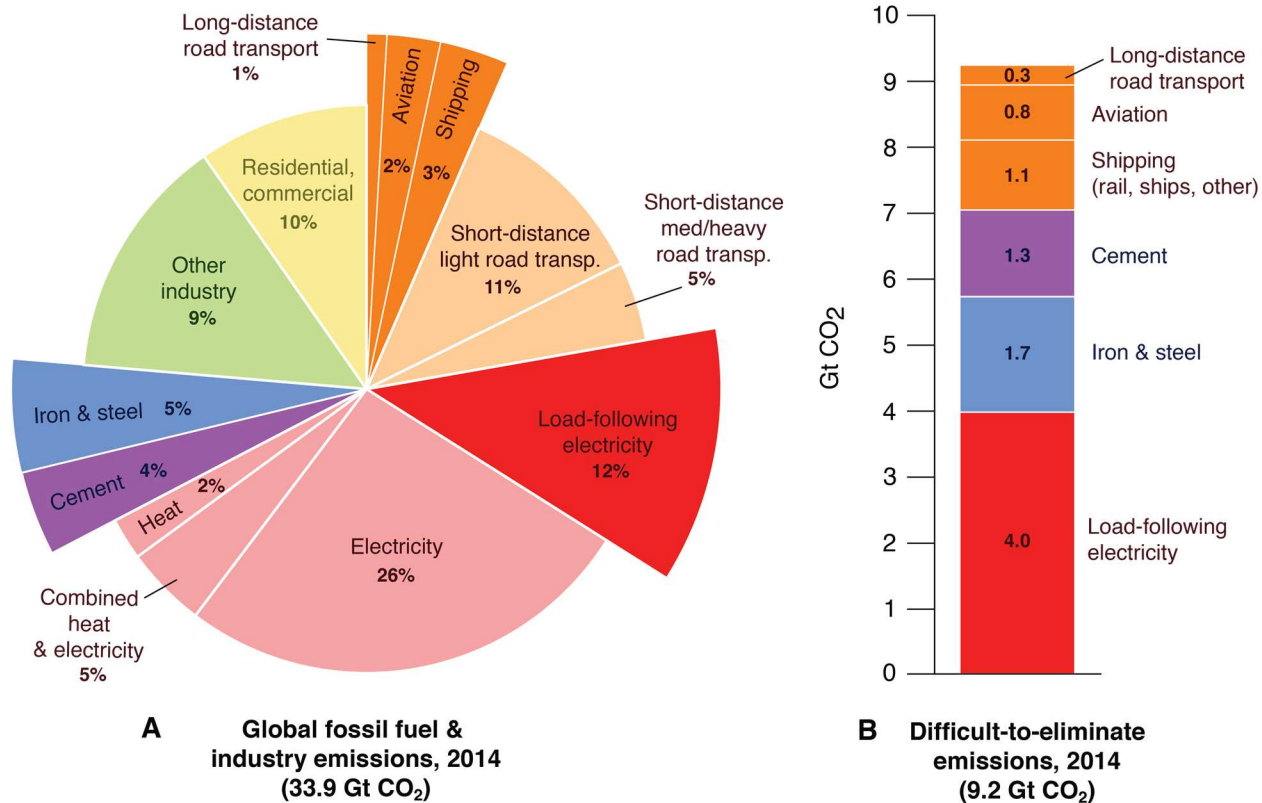 Long-distance
road transport
1%
Aviation
2%
Shipping
3%
Short-distance
light road transp.
11%
Short-distance
med/heavy
road transp.
5%
Load-following
electricity
12%
Electricity
26%
Combined
heat
& electricity
5%
Heat
2%
Cement 4%
Iron & steel 5%
Other
industry
9%
Residential,
commercial
10%
A
Global fossil fuel &
industry emissions, 2014
(33.9 Gt CO₂)
Gt CO₂
10
9
8
7
6
5
4
3
2
1
0
0.3
Long-distance
road transport
0.8
Aviation
1.1
Shipping
(rail, ships, other)
1.3
Cement
1.7
Iron & steel
4.0
Load-following
electricity
B
Difficult-to-eliminate
emissions, 2014
(9.2 Gt CO₂)